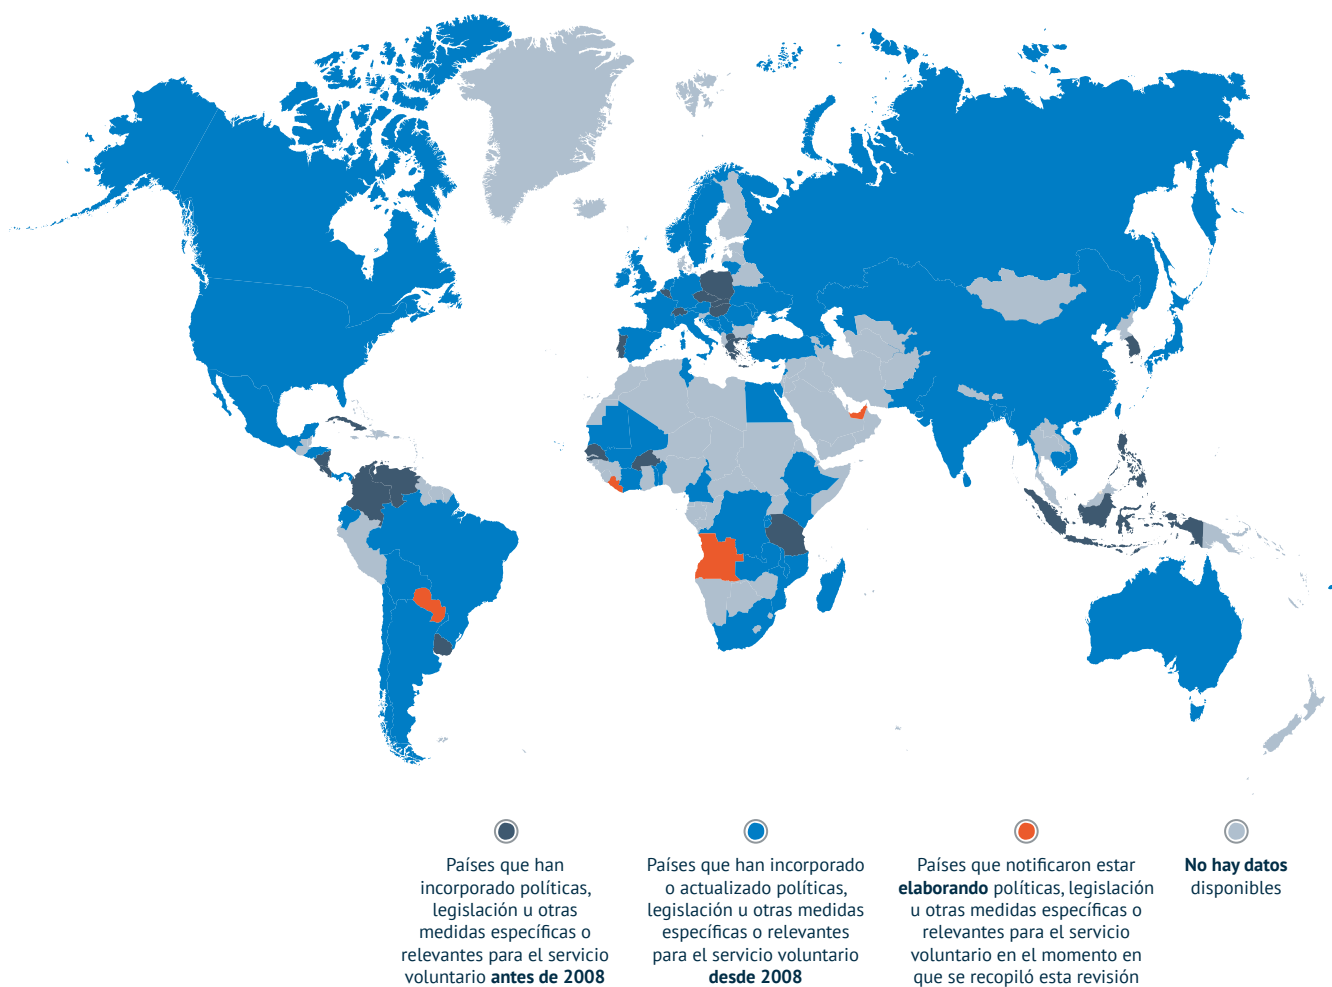 Países que han
incorporado políticas,
legislación u otras
medidas específicas o
relevantes para el servicio
voluntario antes de 2008
Países que han incorporado
o actualizado políticas,
legislación u otras medidas
específicas o relevantes
para el servicio voluntario
desde 2008
Países que notificaron estar
elaborando políticas, legislación
u otras medidas específicas o
relevantes para el servicio
voluntario en el momento en
que se recopiló esta revisión
No hay datos
disponibles